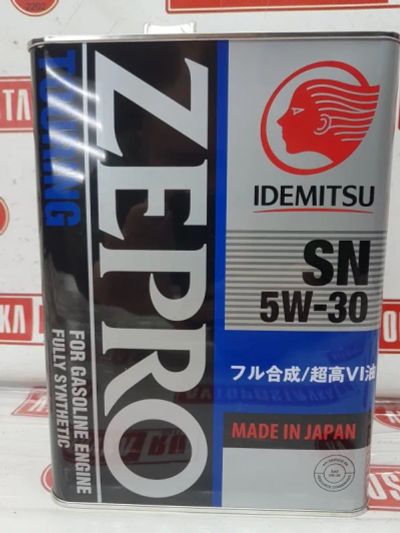 TOURING
ZEPRO
FOR GASOLINE ENGINE
FULLY SYNTHETIC
IDEMITSU
SN
5W-30
フル合成/超高VI油
MADE IN JAPAN